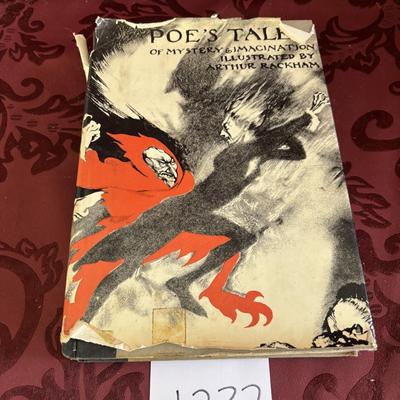 POE'S TALE
OF MYSTERY & IMAGINATION
ILLUSTRATED BY
ARTHUR RACKHAM